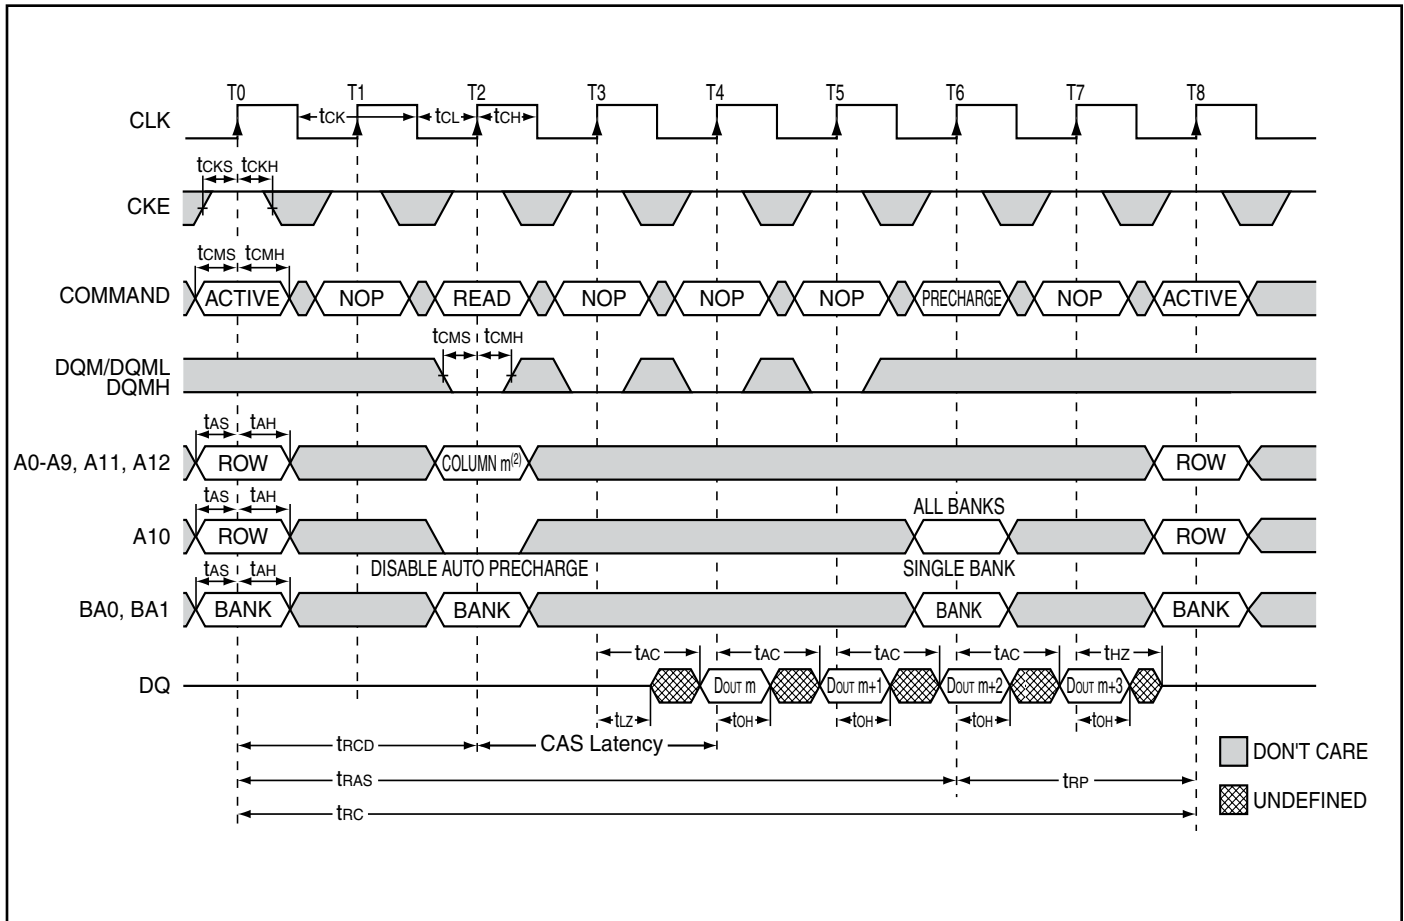 T0 T1 T2 T3 T4 T5 T6 T7 T8
CLK tCK tCL tCH
tCKS tCKH
CKE
tCMS tCMH
COMMAND ACTIVE NOP READ NOP NOP NOP PRECHARGE NOP ACTIVE
tCMS tCMH
DQM/DQML
DQMH
tAS tAH
A0-A9, A11, A12 ROW COLUMN m(2) ROW
tAS tAH ALL BANKS
A10 ROW ROW
DISABLE AUTO PRECHARGE SINGLE BANK
tAS tAH
BA0, BA1 BANK BANK BANK BANK
tAC tAC tAC tAC tHZ
DQ DOUT m DOUT m+1 DOUT m+2 DOUT m+3
tLZ tOH tOH tOH tOH
tRCD CAS Latency
DON'T CARE
tRAS tRP
UNDEFINED
tRC